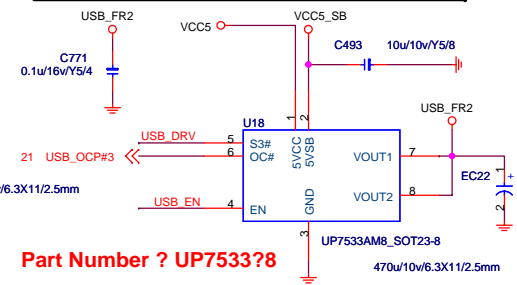 USB_FR2
VCC5
VCC5_SB
C771
0.1u/16v/Y5/4
C493
10u/10v/Y5/8
USB_FR2
U18
1
2
5VCC
5VSB
USB_DRV
5
S3#
21 USB_OCP#3
6
OC#
VOUT1
7
EC22
1
+
2
/6.3X11/2.5mm
USB_EN
4
EN
GND
VOUT2
8
3
UP7533AM8_SOT23-8
Part Number ? UP7533?8
470u/10v/6.3X11/2.5mm